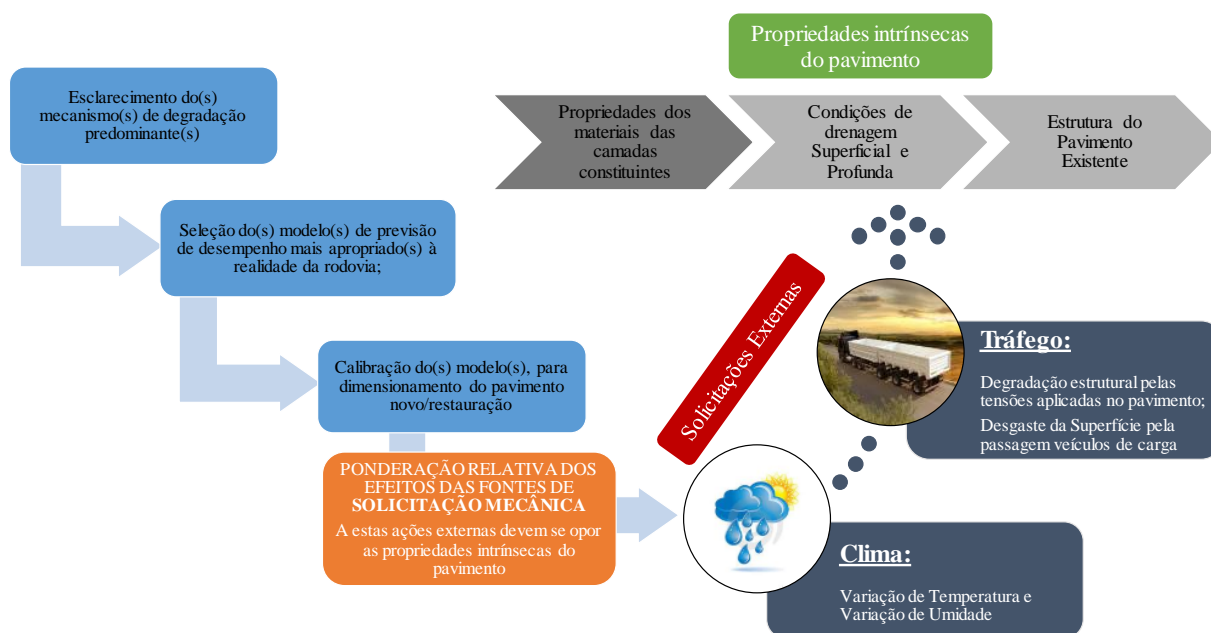 Esclarecimento do(s)
mecanismo(s) de degradação
predominante(s)
Seleção do(s) modelo(s) de previsão
de desempenho mais apropriado(s) à
realidade da rodovia;
Calibração do(s) modelo(s), para
dimensionamento do pavimento
novo/restauração
PONDERAÇÃO RELATIVA DOS
EFEITOS DAS FONTES DE
SOLICITAÇÃO MECÂNICA
A estas ações externas devem se opor
as propriedades intrínsecas do
pavimento
Propriedades intrínsecas
do pavimento
Propriedades dos
materiais das
camadas
constituintes
Condições de
drenagem
Superficial e
Profunda
Estrutura do
Pavimento
Existente
Solicitações Externas
Tráfego:
Degradação estrutural pelas
tensões aplicadas no pavimento;
Desgaste da Superfície pela
passagem veículos de carga
Clima:
Variação de Temperatura e
Variação de Umidade